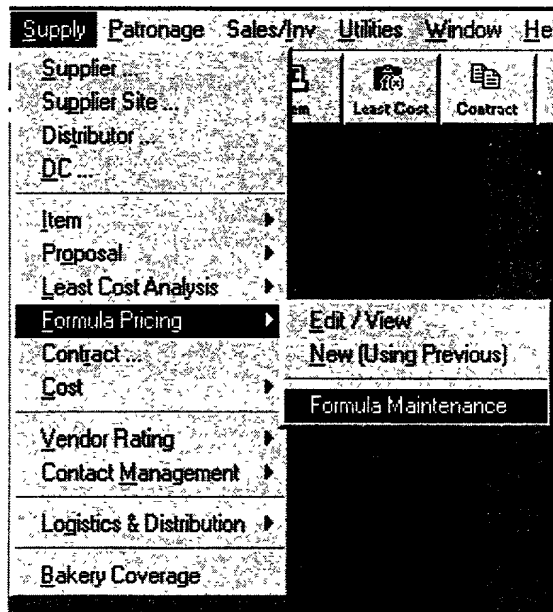 Supply Patronage Sales/Inv Utilities Window He
Supplier ...
Supplier Site ...
Distributor ...
DC ...
em Least Cost Contract
Item
Proposal
Least Cost Analysis
Formula Pricing
Edit / View
New (Using Previous)
Formula Maintenance
Contract ...
Cost
Vendor Rating
Contact Management
Logistics & Distribution
Bakery Coverage